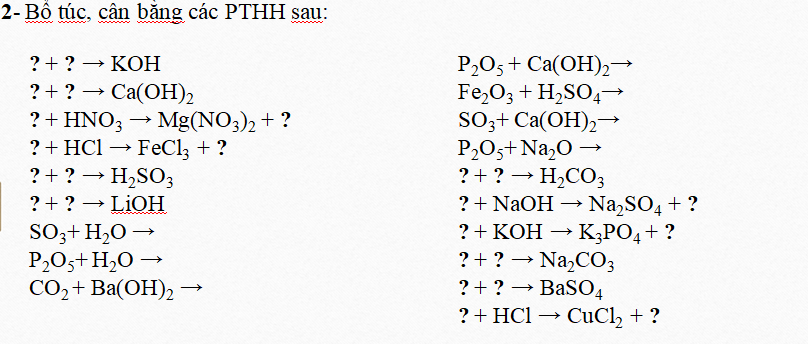 2- Bổ túc, cân bằng các PTHH sau:
? + ? → KOH
? + ? → Ca(OH)₂
? + HNO₃ → Mg(NO₃)₂ + ?
? + HCl → FeCl₃ + ?
? + ? → H₂SO₃
? + ? → LiOH
SO₃+ H₂O →
P₂O₅+ H₂O →
CO₂ + Ba(OH)₂ →
P₂O₅ + Ca(OH)₂→
Fe₂O₃ + H₂SO₄→
SO₃+ Ca(OH)₂→
P₂O₅+ Na₂O →
? + ? → H₂CO₃
? + NaOH → Na₂SO₄ + ?
? + KOH → K₃PO₄ + ?
? + ? → Na₂CO₃
? + ? → BaSO₄
? + HCl → CuCl₂ + ?